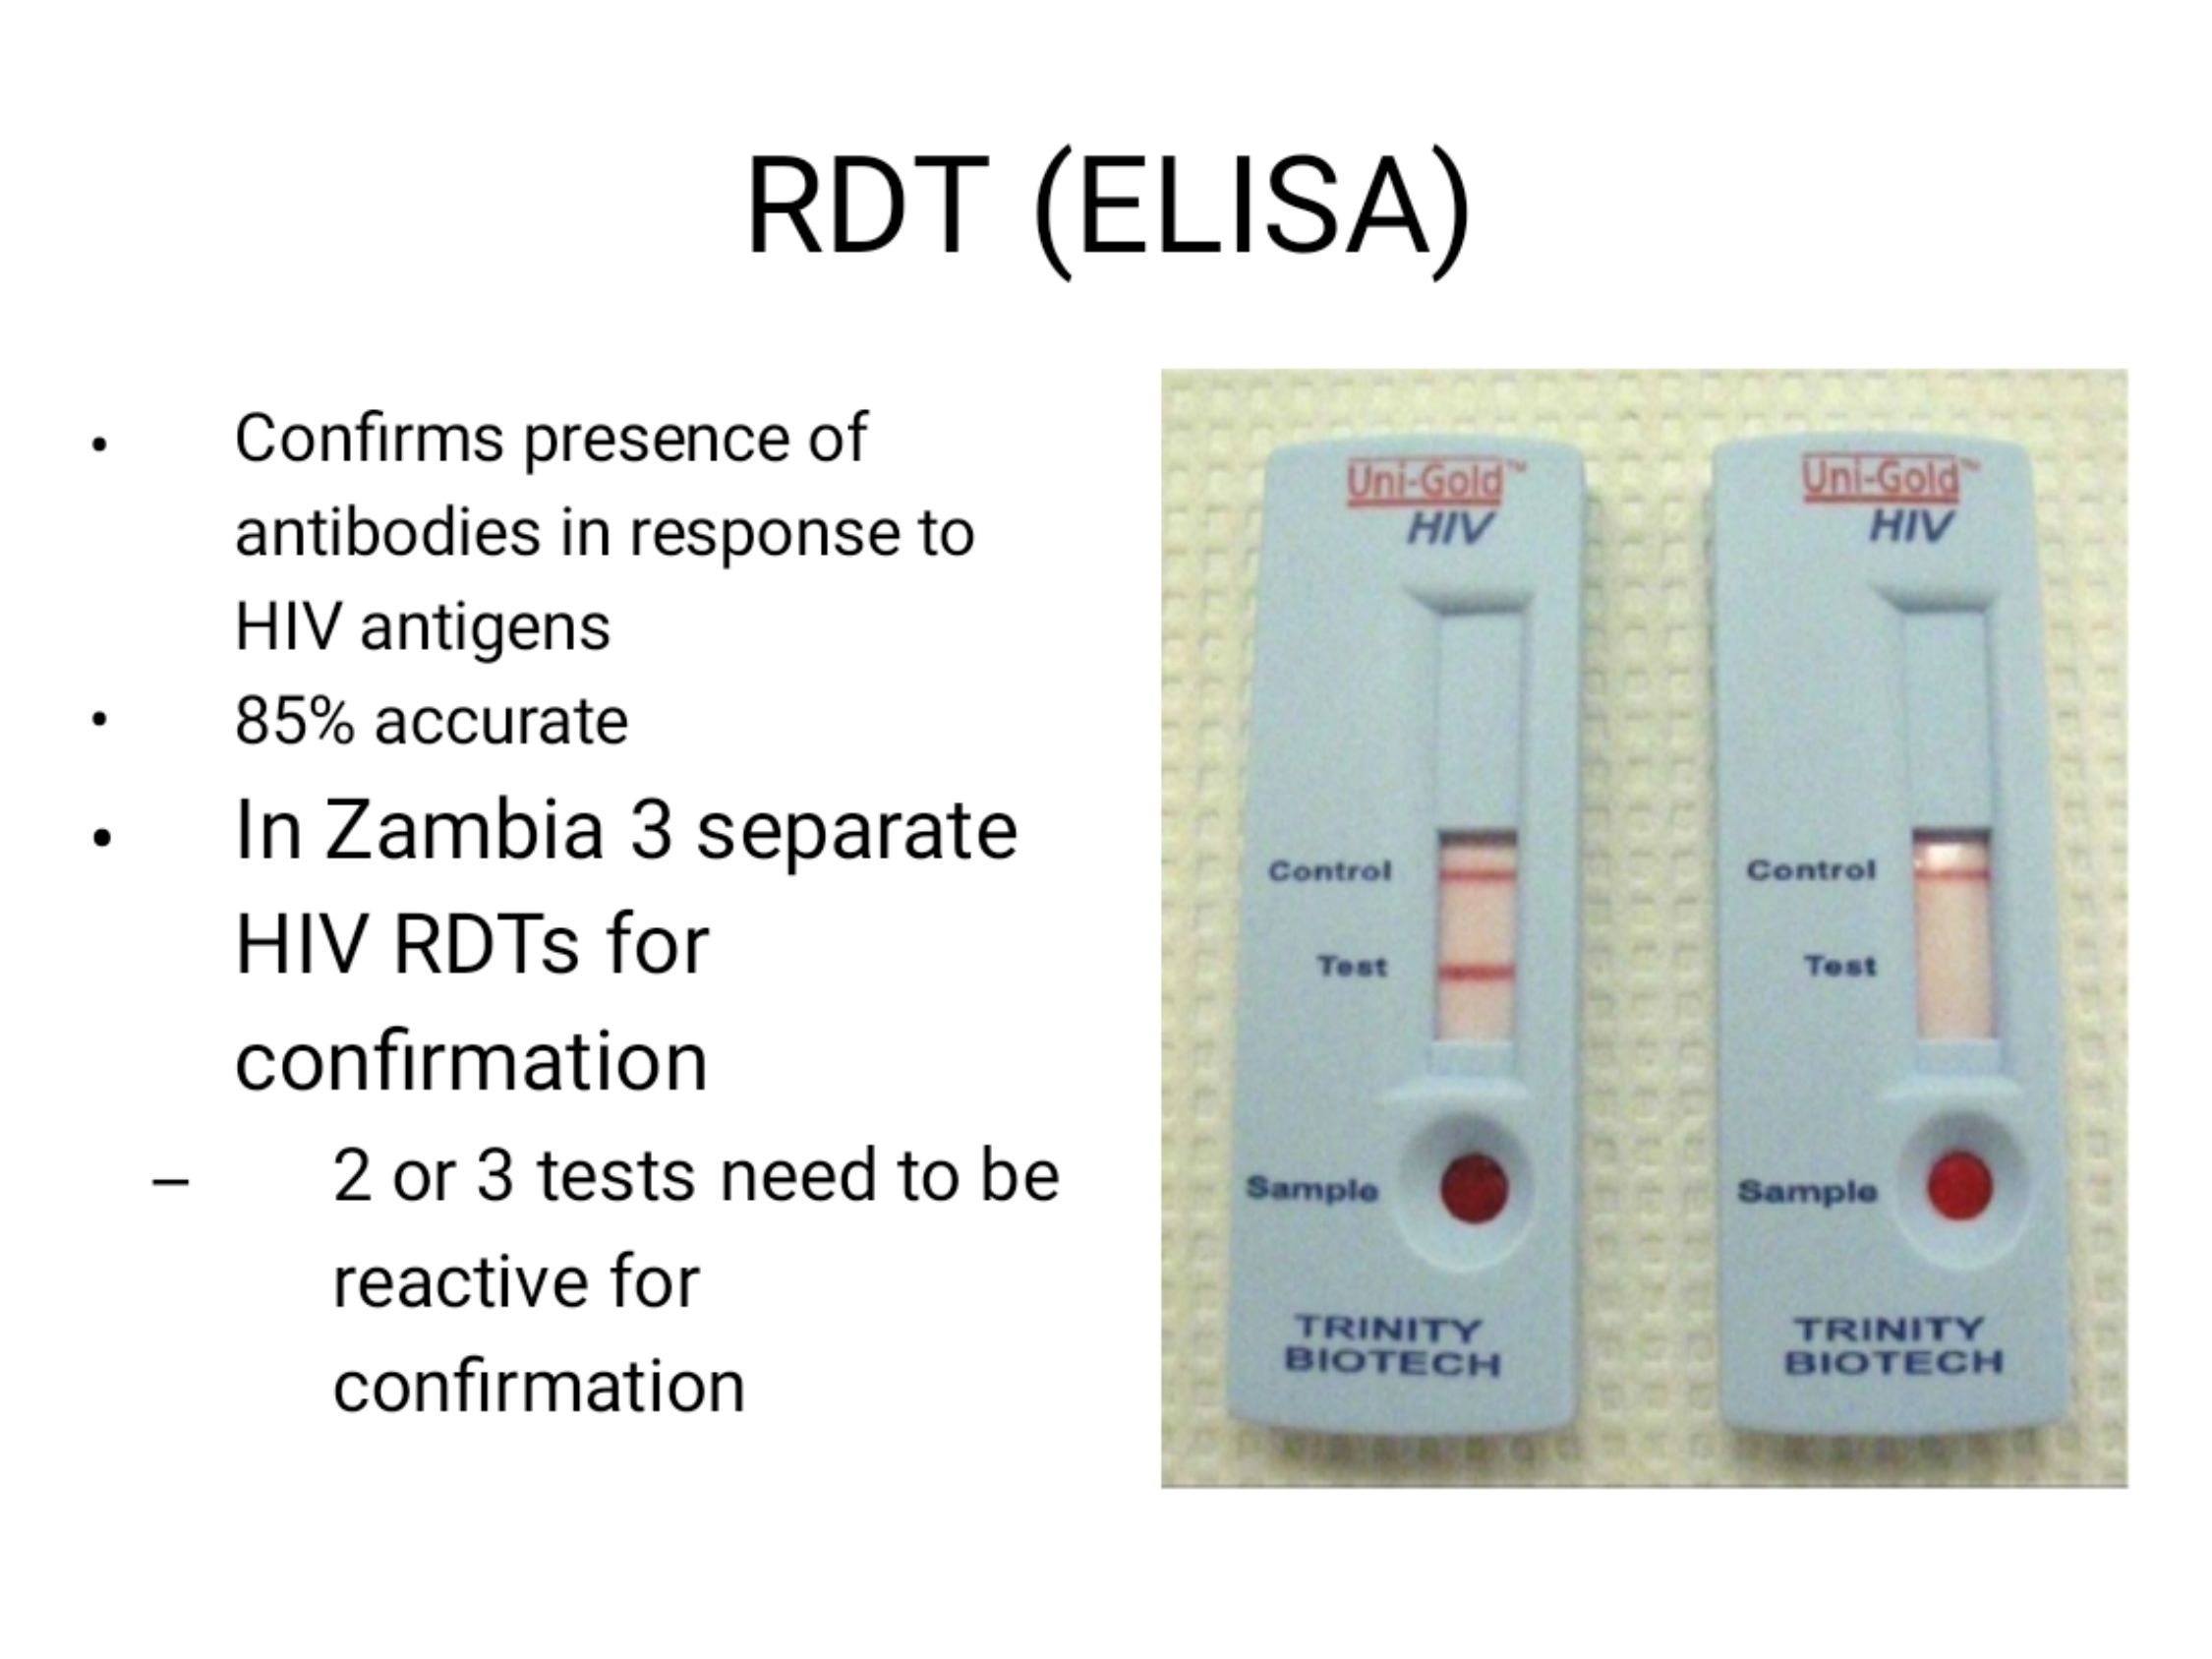 RDT (ELISA)
• Confirms presence of
antibodies in response to
HIV antigens
• 85% accurate
• In Zambia 3 separate
HIV RDTs for
confirmation
– 2 or 3 tests need to be
reactive for
confirmation
Uni-Gold™
HIV
Control
Test
Sample
TRINITY
BIOTECH
Uni-Gold™
HIV
Control
Test
Sample
TRINITY
BIOTECH